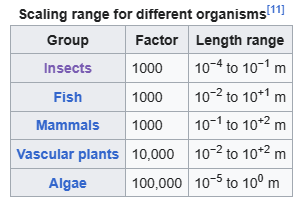 Scaling range for different organisms[11]
Group Factor Length range
Insects 1000 10⁻⁴ to 10⁻¹ m
Fish 1000 10⁻² to 10⁺¹ m
Mammals 1000 10⁻¹ to 10⁺² m
Vascular plants 10,000 10⁻² to 10⁺² m
Algae 100,000 10⁻⁵ to 10⁰ m